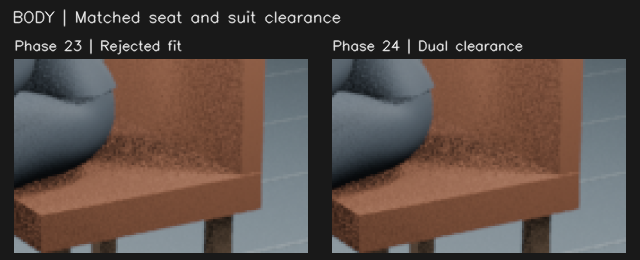 BODY | Matched seat and suit clearance
Phase 23 | Rejected fit
Phase 24 | Dual clearance